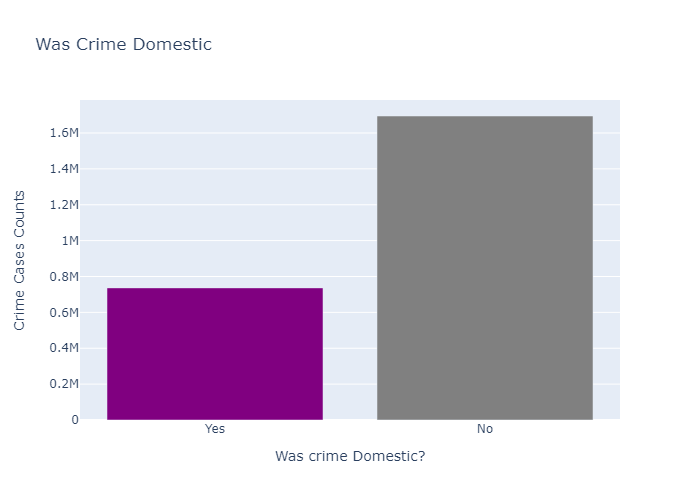 Was Crime Domestic
Crime Cases Counts
1.6M
1.4M
1.2M
1M
0.8M
0.6M
0.4M
0.2M
0
Yes
No
Was crime Domestic?